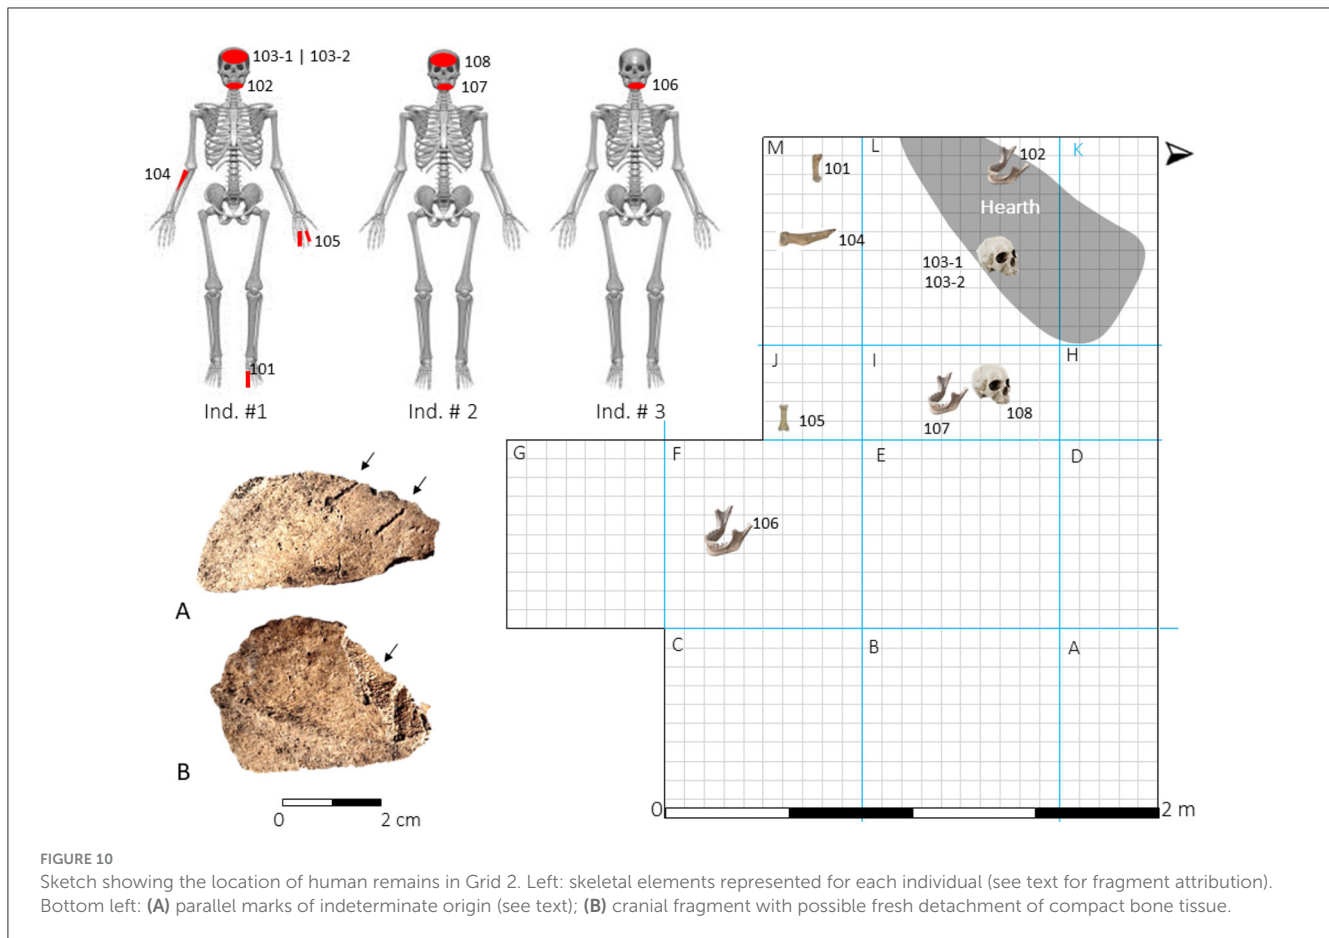 103-1 | 103-2
102
104
105
101
Ind. #1
108
107
Ind. # 2
106
Ind. # 3
M
L
K
101
102
Hearth
104
103-1
103-2
J
I
H
105
107
108
G
F
E
D
106
C
B
A
0
2 m
A
B
0
2 cm
FIGURE 10
Sketch showing the location of human remains in Grid 2. Left: skeletal elements represented for each individual (see text for fragment attribution).
Bottom left: (A) parallel marks of indeterminate origin (see text); (B) cranial fragment with possible fresh detachment of compact bone tissue.